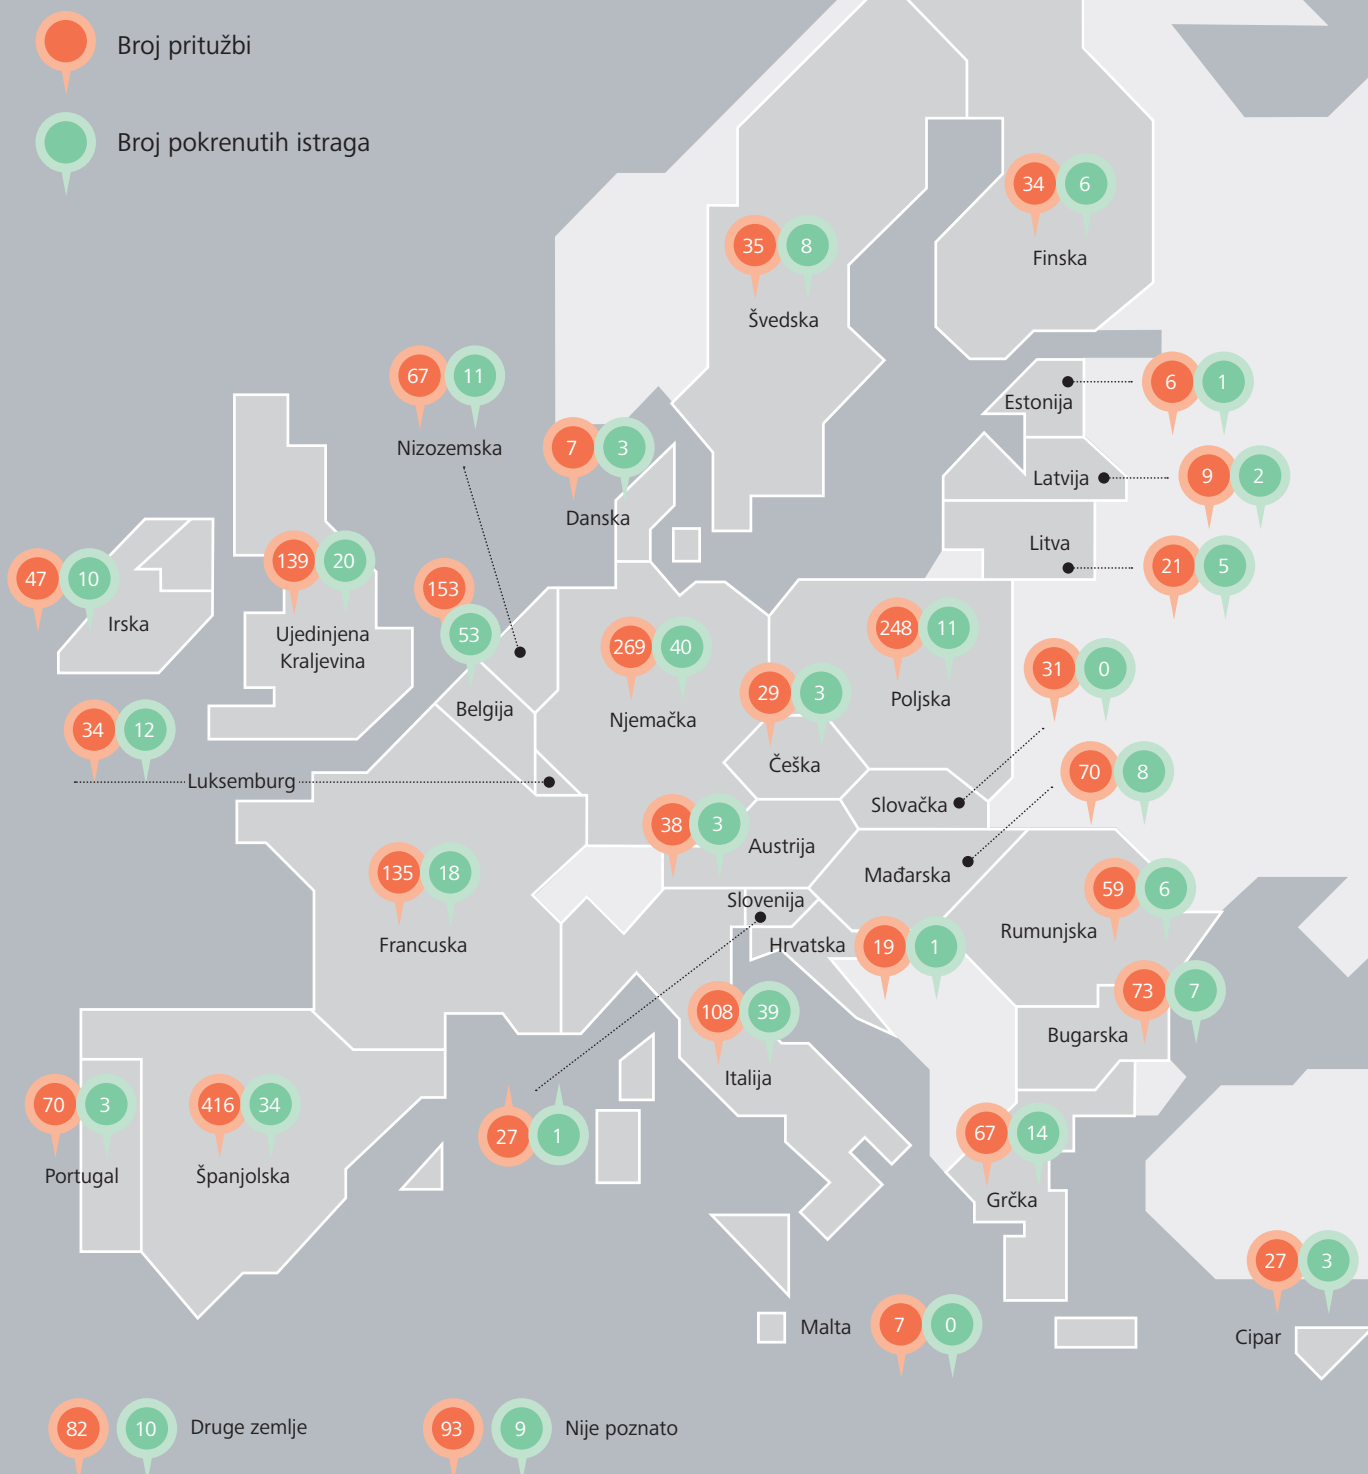 Broj pritužbi
Broj pokrenutih istraga
34 6
Finska
35 8
Švedska
67 11
Nizozemska
6 1
Estonija
7 3
Danska
9 2
Latvija
Litva
21 5
47 10
Irska
139 20
Ujedinjena
Kraljevina
153
53
Belgija
269 40
Njemačka
248 11
Poljska
31 0
Slovačka
29 3
Češka
34 12
Luksemburg
70 8
Mađarska
38 3
Austrija
135 18
Francuska
59 6
Rumunjska
Slovenija
27 1
Hrvatska 19 1
73 7
Bugarska
108 39
Italija
70 3
Portugal
416 34
Španjolska
67 14
Grčka
27 3
Cipar
Malta 7 0
82 10 Druge zemlje
93 9 Nije poznato